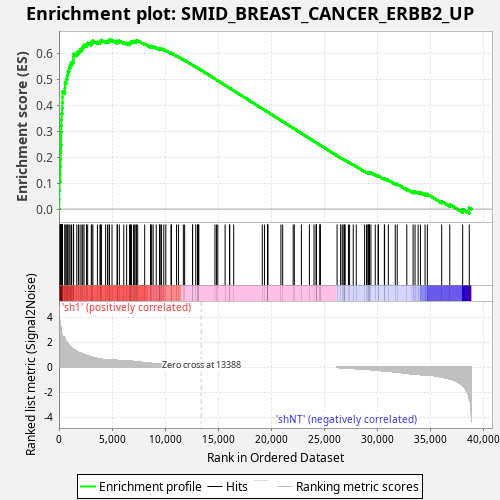 Enrichment plot: SMID_BREAST_CANCER_ERBB2_UP
Enrichment score (ES)
0.6
0.5
0.4
0.3
0.2
0.1
0.0
Ranked list metric (Signal2Noise)
'sh1' (positively correlated)
4
2
0
-2
-4
Zero cross at 13388
'shNT' (negatively correlated)
0
5,000
10,000
15,000
20,000
25,000
30,000
35,000
40,000
Rank in Ordered Dataset
Enrichment profile
Hits
Ranking metric scores